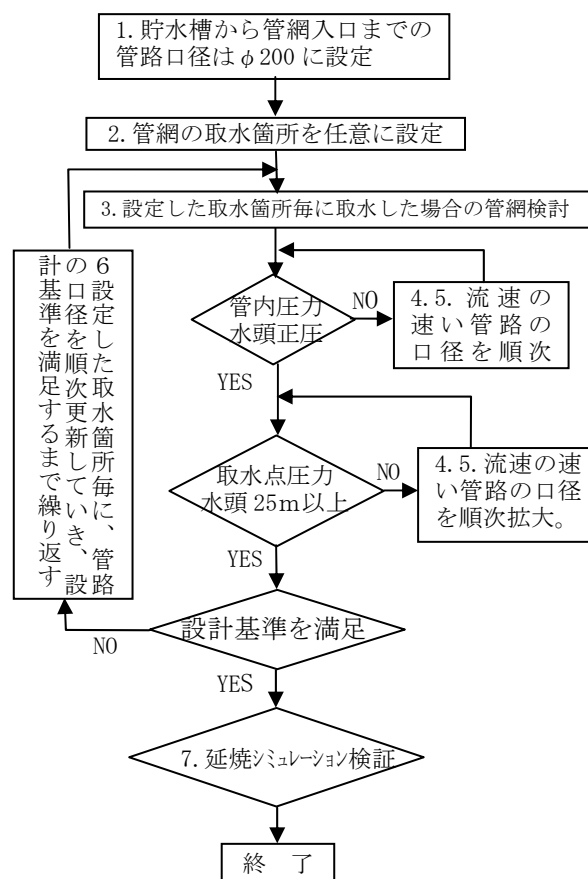 1.貯水槽から管網入口までの
管路口径はφ200に設定
2.管網の取水箇所を任意に設定
3.設定した取水箇所毎に取水した場合の管網検討
管内圧力
水頭正圧
NO
4.5.流速の
速い管路の
口径を順次
YES
取水点圧力
水頭25m以上
NO
4.5.流速の速
い管路の口径
を順次拡大。
YES
6設定した取水箇所毎に、管路
の口径を順次更新していき、設
計基準を満足するまで繰り返す
設計基準を満足
NO
YES
7.延焼シミュレーション検証
終 了